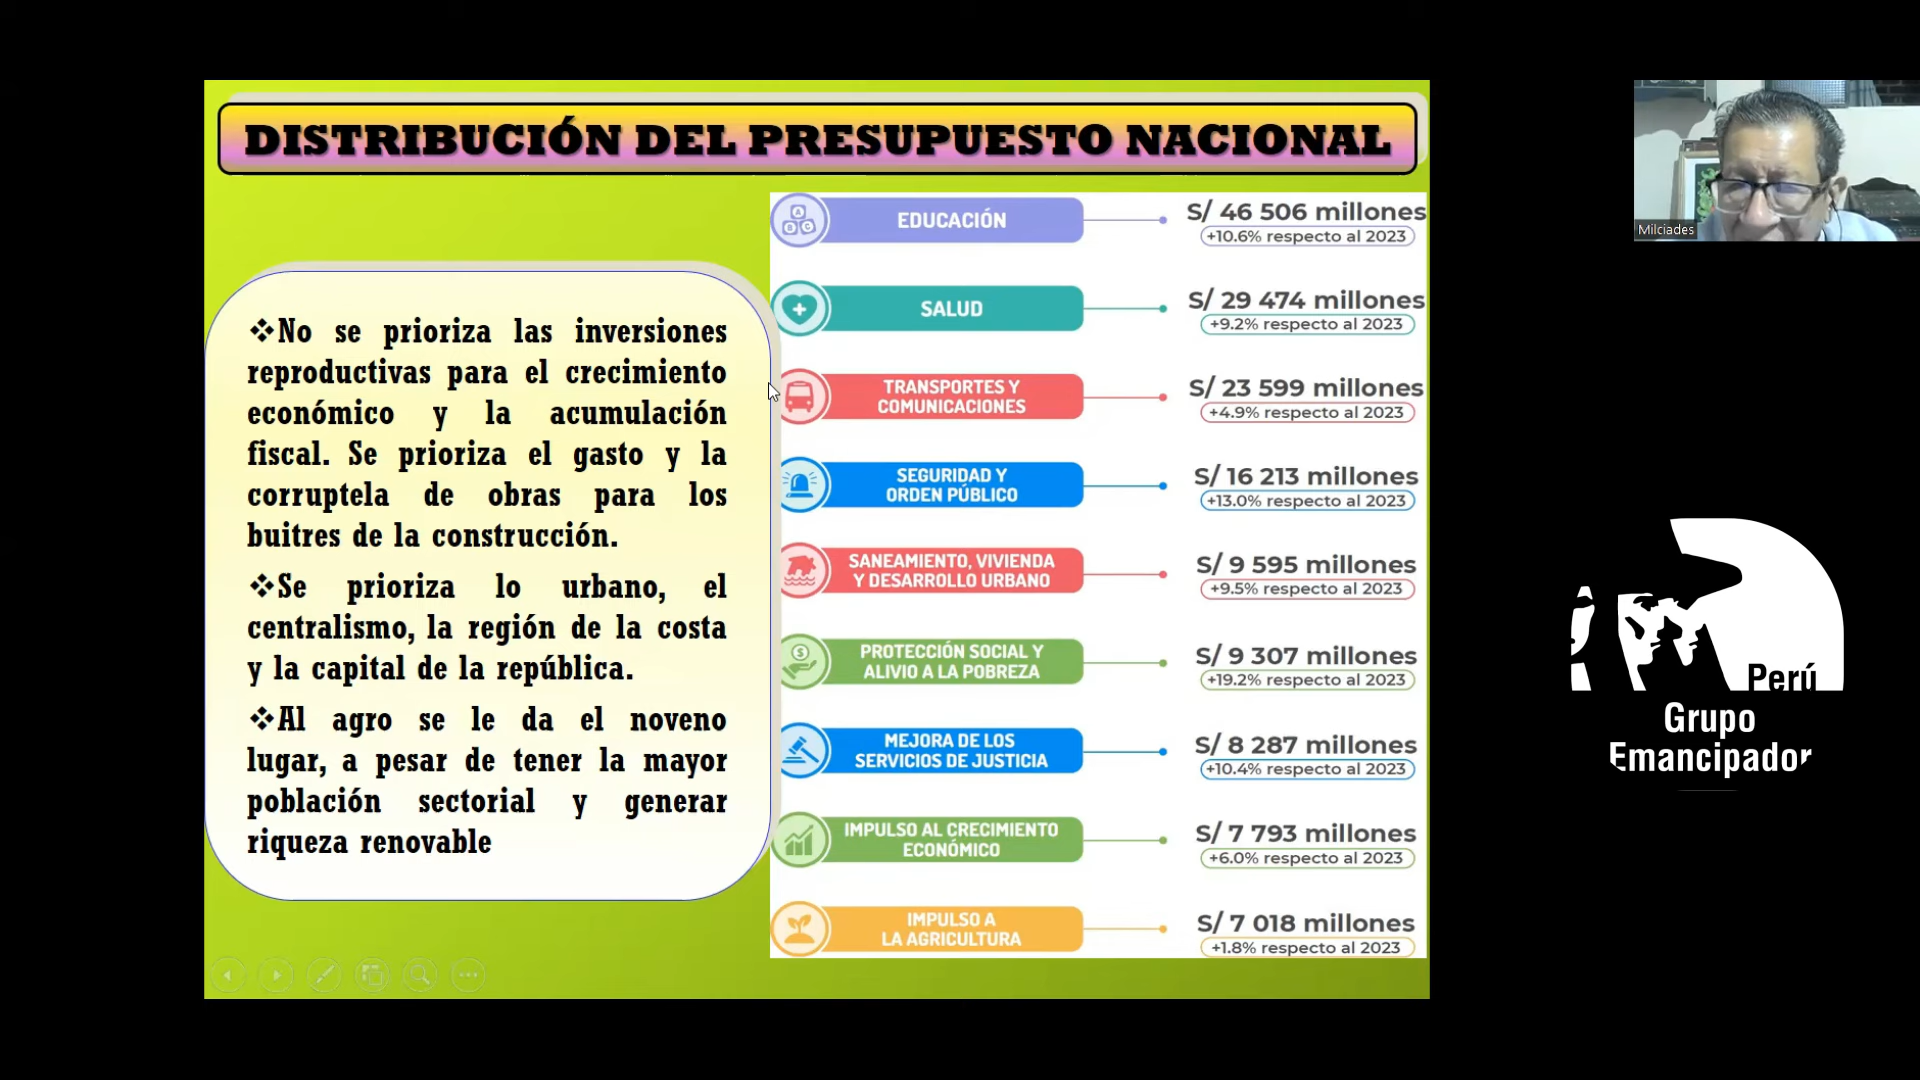 DISTRIBUCIÓN DEL PRESUPUESTO NACIONAL
❖No se prioriza las inversiones
reproductivas para el crecimiento
económico y la acumulación
fiscal. Se prioriza el gasto y la
corruptela de obras para los
buitres de la construcción.
❖Se prioriza lo urbano, el
centralismo, la región de la costa
y la capital de la república.
❖Al agro se le da el noveno
lugar, a pesar de tener la mayor
población sectorial y generar
riqueza renovable
A
B C
EDUCACIÓN
S/ 46 506 millones
+10.6% respecto al 2023
SALUD
S/ 29 474 millones
+9.2% respecto al 2023
TRANSPORTES Y
COMUNICACIONES
S/ 23 599 millones
+4.9% respecto al 2023
SEGURIDAD Y
ORDEN PÚBLICO
S/ 16 213 millones
+13.0% respecto al 2023
SANEAMIENTO, VIVIENDA
Y DESARROLLO URBANO
S/ 9 595 millones
+9.5% respecto al 2023
$
PROTECCIÓN SOCIAL Y
ALIVIO A LA POBREZA
S/ 9 307 millones
+19.2% respecto al 2023
MEJORA DE LOS
SERVICIOS DE JUSTICIA
S/ 8 287 millones
+10.4% respecto al 2023
IMPULSO AL CRECIMIENTO
ECONÓMICO
S/ 7 793 millones
+6.0% respecto al 2023
IMPULSO A
LA AGRICULTURA
S/ 7 018 millones
+1.8% respecto al 2023
Milciades
Perú
Grupo
Emancipador